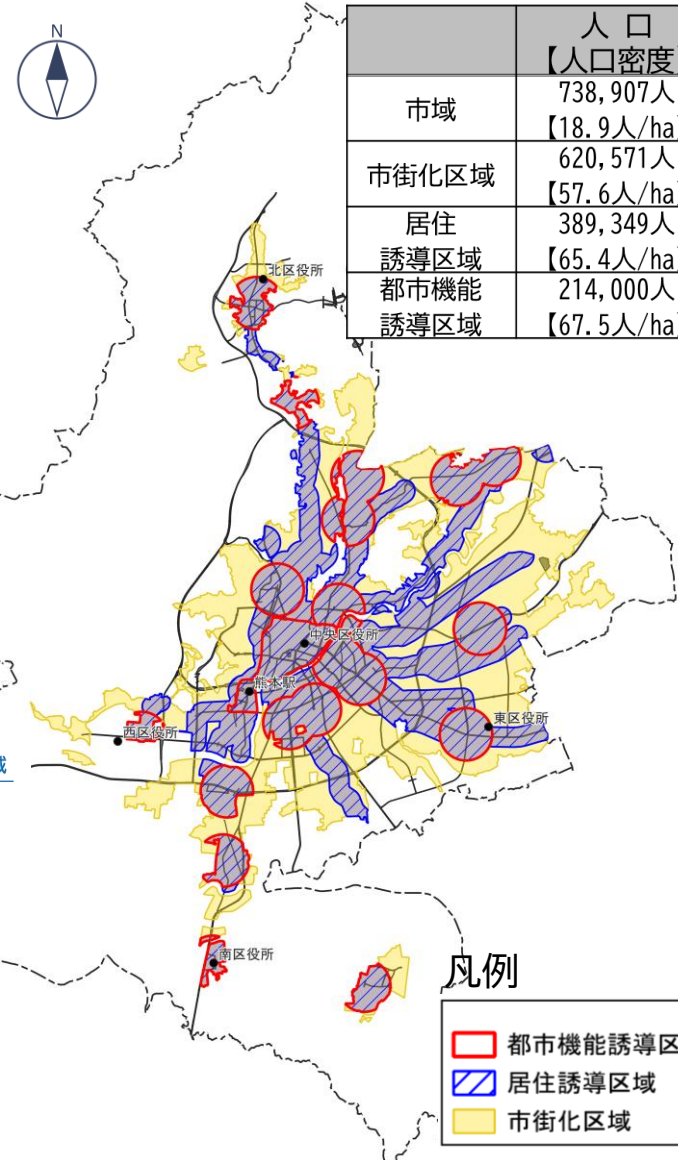 N
人 口
【人口密度
市域
738,907人
【18.9人/ha
市街化区域
620,571人
【57.6人/ha
居住
誘導区域
389,349人
【65.4人/ha
都市機能
誘導区域
214,000人
【67.5人/ha
北区役所
中央区役所
熊本駅
西区役所
東区役所
域
南区役所
凡例
都市機能誘導区
居住誘導区域
市街化区域